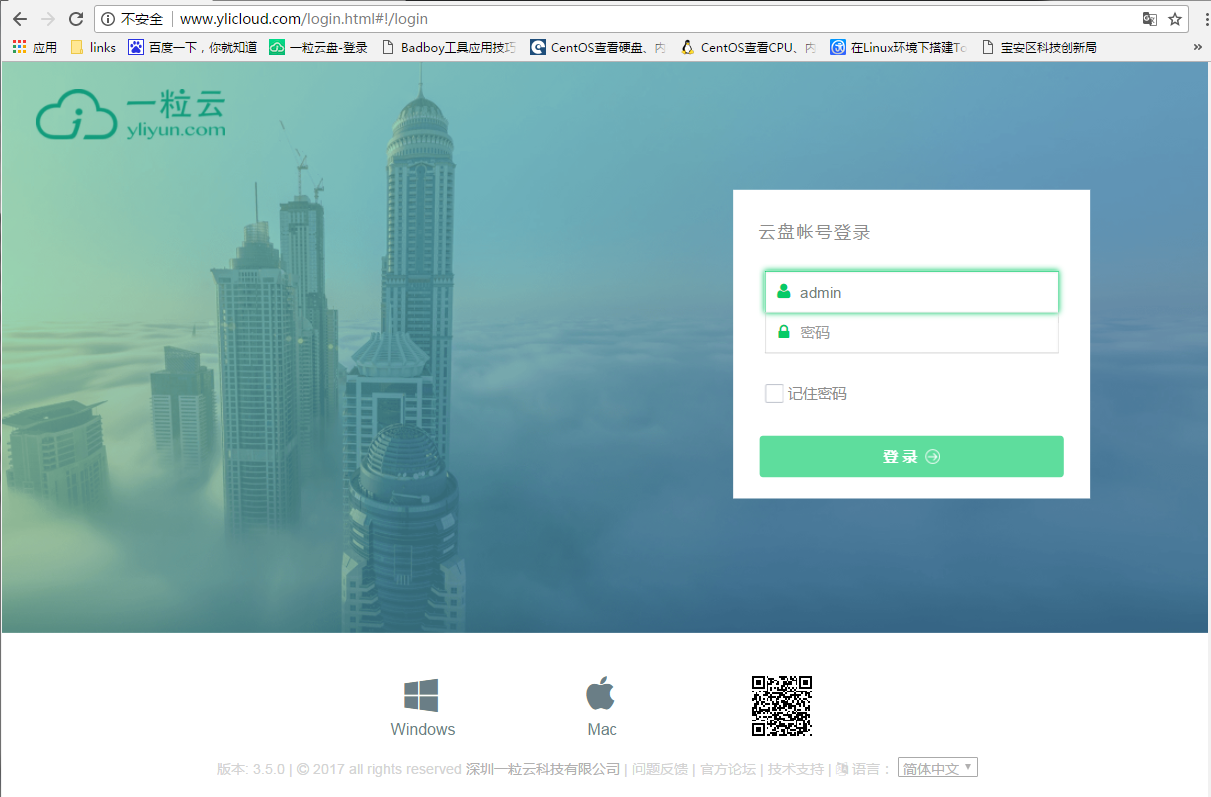 不安全 www.ylicloud.com/login.html#!/login
应用 links 百度一下，你就知道 一粒云盘-登录 Badboy工具应用技巧 CentOS查看硬盘、内 CentOS查看CPU、内 在Linux环境下搭建To 宝安区科技创新局 »
一粒云
yliyun.com
云盘帐号登录
admin
密码
记住密码
登 录
Windows Mac
版本: 3.5.0 | © 2017 all rights reserved 深圳一粒云科技有限公司 | 问题反馈 | 官方论坛 | 技术支持 | 语言： 简体中文